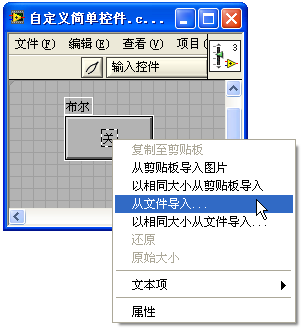 自定义简单控件.c...
文件(F) 编辑(E) 查看(V) 项目(
输入控件
3
布尔
关
复制至剪贴板
从剪贴板导入图片
以相同大小从剪贴板导入
从文件导入...
以相同大小从文件导入...
还原
原始大小
文本项
属性